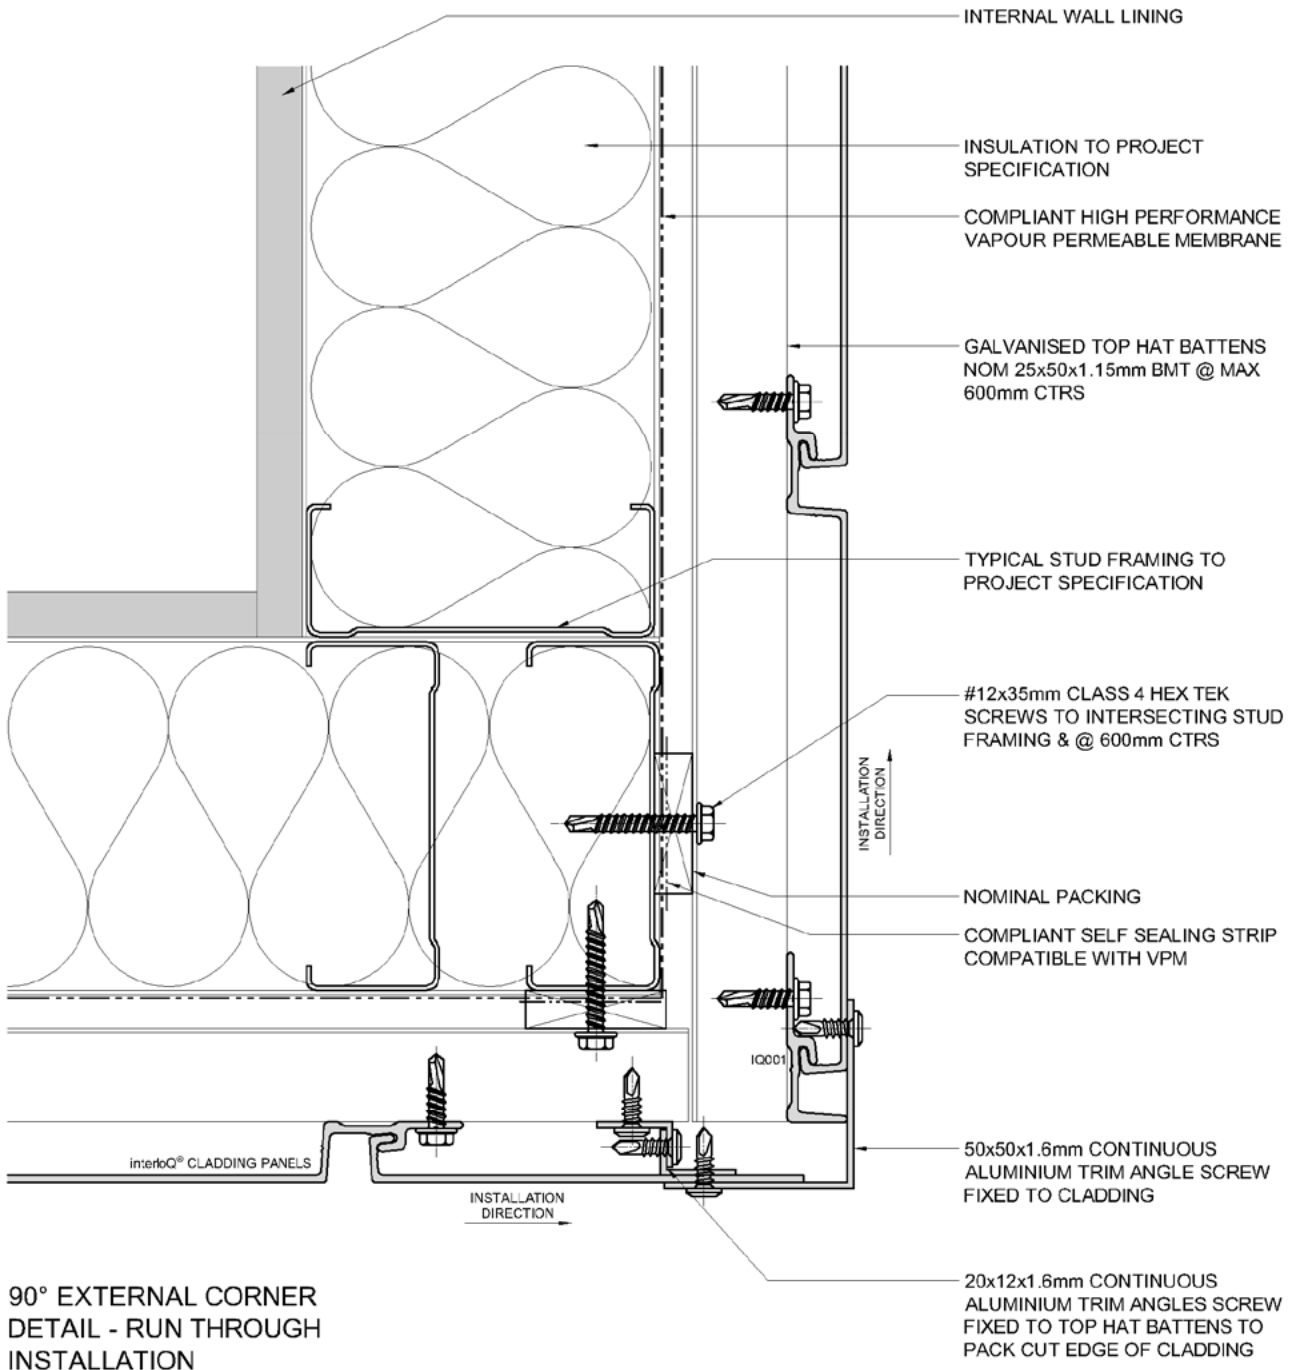 INTERNAL WALL LINING
INSULATION TO PROJECT
SPECIFICATION
COMPLIANT HIGH PERFORMANCE
VAPOUR PERMEABLE MEMBRANE
GALVANISED TOP HAT BATTENS
NOM 25x50x1.15mm BMT @ MAX
600mm CTRS
TYPICAL STUD FRAMING TO
PROJECT SPECIFICATION
#12x35mm CLASS 4 HEX TEK
SCREWS TO INTERSECTING STUD
FRAMING & @ 600mm CTRS
INSTALLATION
DIRECTION
NOMINAL PACKING
COMPLIANT SELF SEALING STRIP
COMPATIBLE WITH VPM
IQ001
50x50x1.6mm CONTINUOUS
ALUMINIUM TRIM ANGLE SCREW
FIXED TO CLADDING
interloQ® CLADDING PANELS
INSTALLATION
DIRECTION
20x12x1.6mm CONTINUOUS
ALUMINIUM TRIM ANGLES SCREW
FIXED TO TOP HAT BATTENS TO
PACK CUT EDGE OF CLADDING
90° EXTERNAL CORNER
DETAIL - RUN THROUGH
INSTALLATION